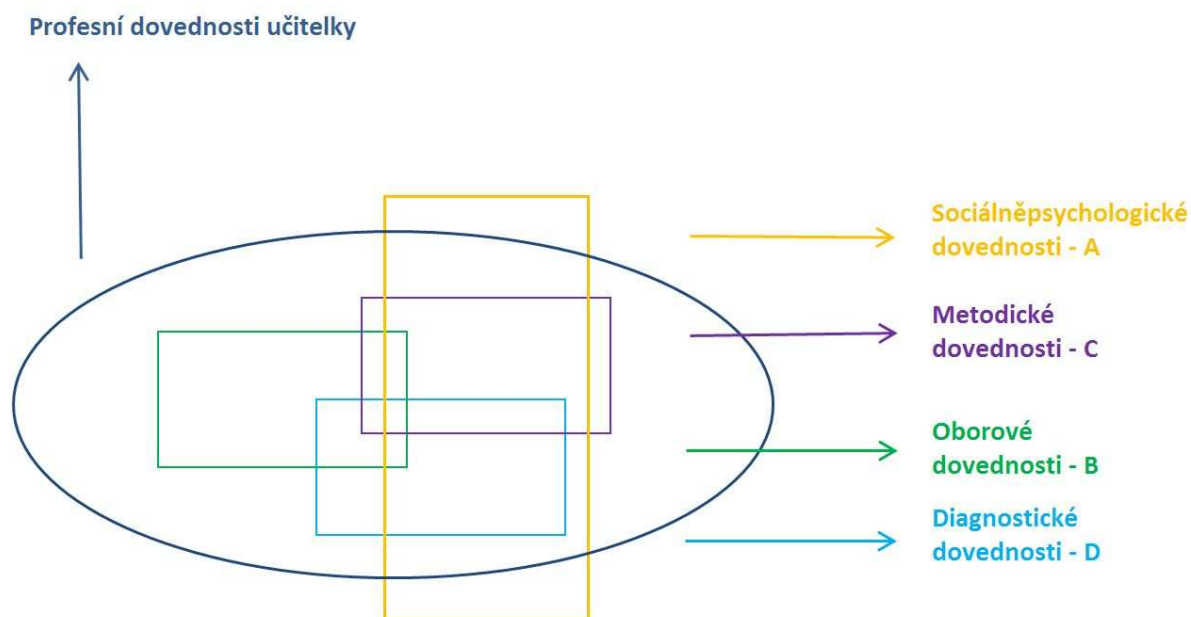 Profesní dovednosti učitelky
Sociálněpsychologické
dovednosti - A
Metodické
dovednosti - C
Oborové
dovednosti - B
Diagnostické
dovednosti - D